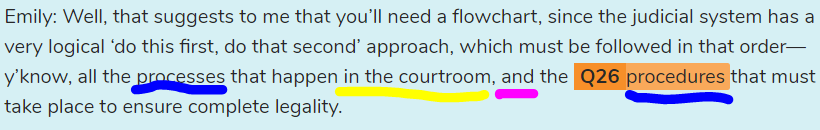 Emily: Well, that suggests to me that you’ll need a flowchart, since the judicial system has a
very logical ‘do this first, do that second’ approach, which must be followed in that order—
y’know, all the processes that happen in the courtroom, and the Q26 procedures that must
take place to ensure complete legality.